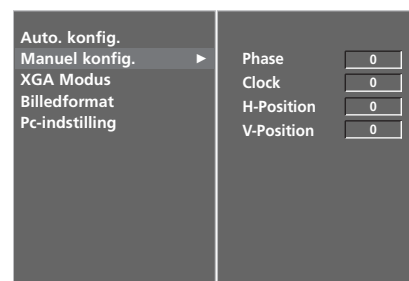 Auto. konfig.
Manuel konfig. ►
XGA Modus
Billedformat
Pc-indstilling
Phase 0
Clock 0
H-Position 0
V-Position 0